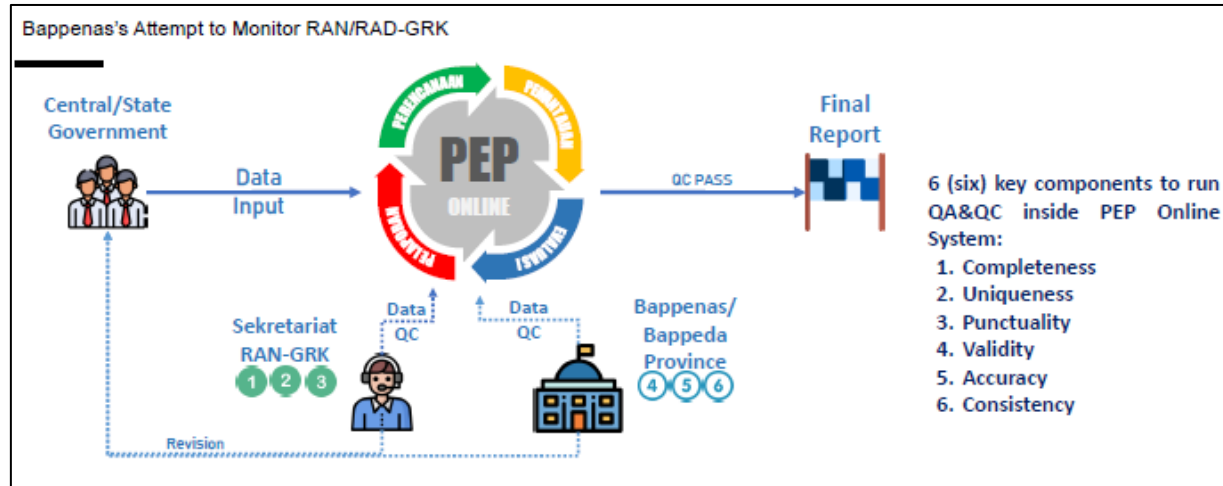 Bappenas's Attempt to Monitor RAN/RAD-GRK
Central/State
Government
Data
Input
PERENCANAAN
PEMANTAUAN
EVALUASI
PELAPORAN
PEP
ONLINE
QC PASS
Final
Report
Sekretariat
RAN-GRK
1 2 3
Data
QC
Data
QC
Bappenas/
Bappeda
Province
4 5 6
Revision
6 (six) key components to run
QA&QC inside PEP Online
System:
1. Completeness
2. Uniqueness
3. Punctuality
4. Validity
5. Accuracy
6. Consistency